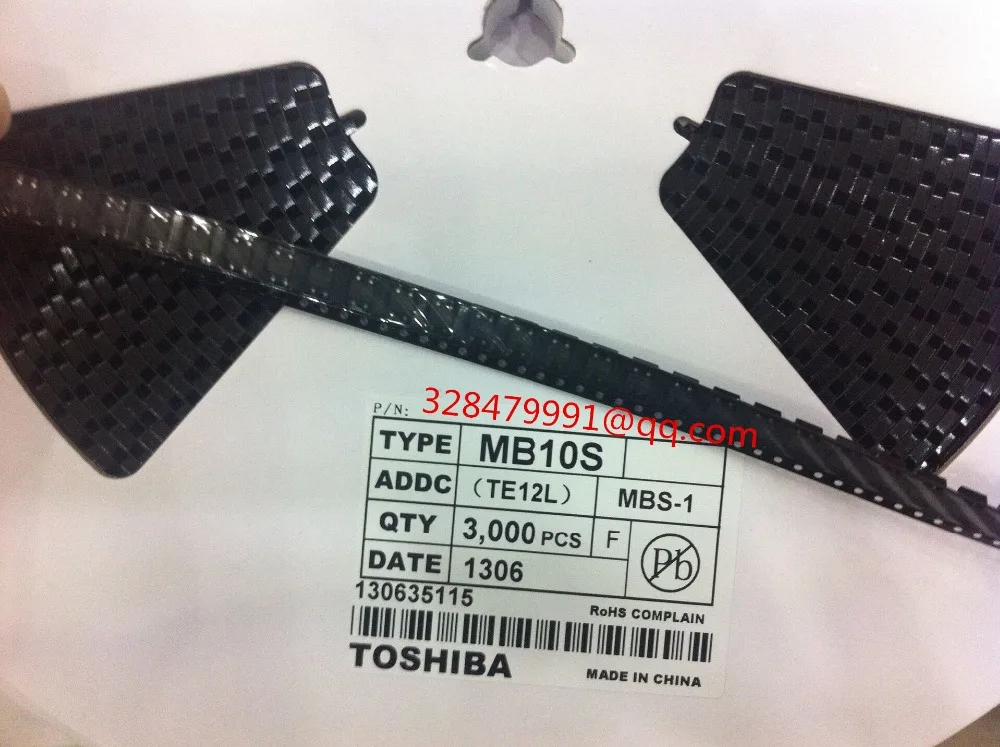 P/N: 328479991@qq.com
TYPE MB10S
ADDC (TE12L) MBS-1
QTY 3,000 PCS F
DATE 1306 Pb
130635115
RoHS COMPLAIN
TOSHIBA
MADE IN CHINA